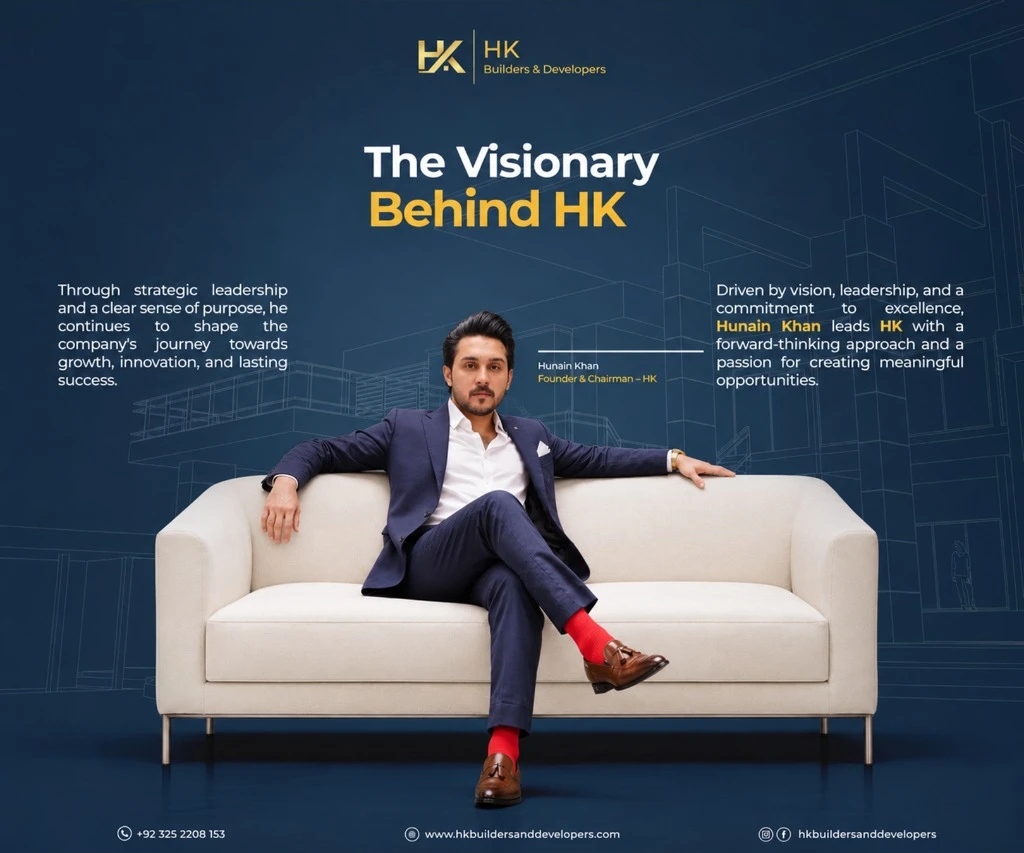 HK
HK
Builders & Developers
The Visionary
Behind HK
Through strategic leadership
and a clear sense of purpose, he
continues to shape the
company's journey towards
growth, innovation, and lasting
success.
Driven by vision, leadership, and a
commitment to excellence,
Hunain Khan leads HK with a
forward-thinking approach and a
passion for creating meaningful
opportunities.
Hunain Khan
Founder & Chairman – HK
+92 325 2208 153
www.hkbuildersanddevelopers.com
hkbuildersanddevelopers